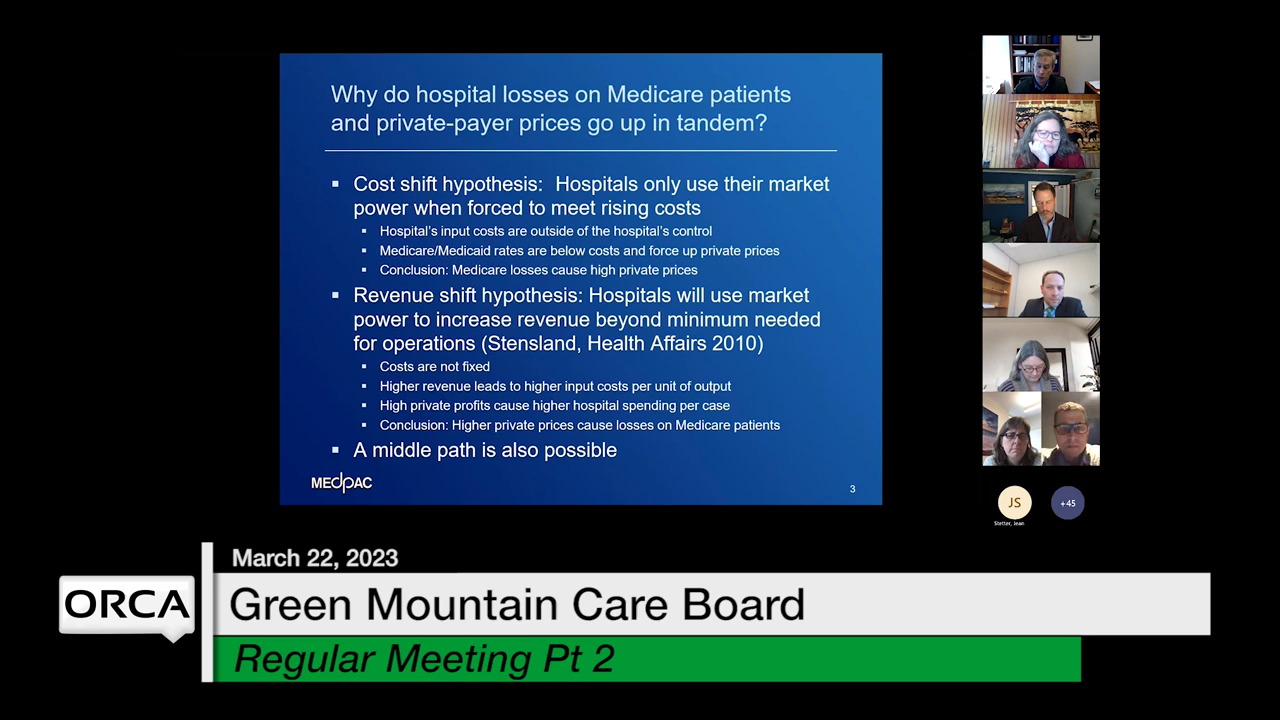 Why do hospital losses on Medicare patients
and private-payer prices go up in tandem?
▪ Cost shift hypothesis: Hospitals only use their market
power when forced to meet rising costs
▪ Hospital's input costs are outside of the hospital's control
▪ Medicare/Medicaid rates are below costs and force up private prices
▪ Conclusion: Medicare losses cause high private prices
▪ Revenue shift hypothesis: Hospitals will use market
power to increase revenue beyond minimum needed
for operations (Stensland, Health Affairs 2010)
▪ Costs are not fixed
▪ Higher revenue leads to higher input costs per unit of output
▪ High private profits cause higher hospital spending per case
▪ Conclusion: Higher private prices cause losses on Medicare patients
▪ A middle path is also possible
MEDPAC
3
JS
+45
Stetter, Jean
March 22, 2023
ORCA
Green Mountain Care Board
Regular Meeting Pt 2